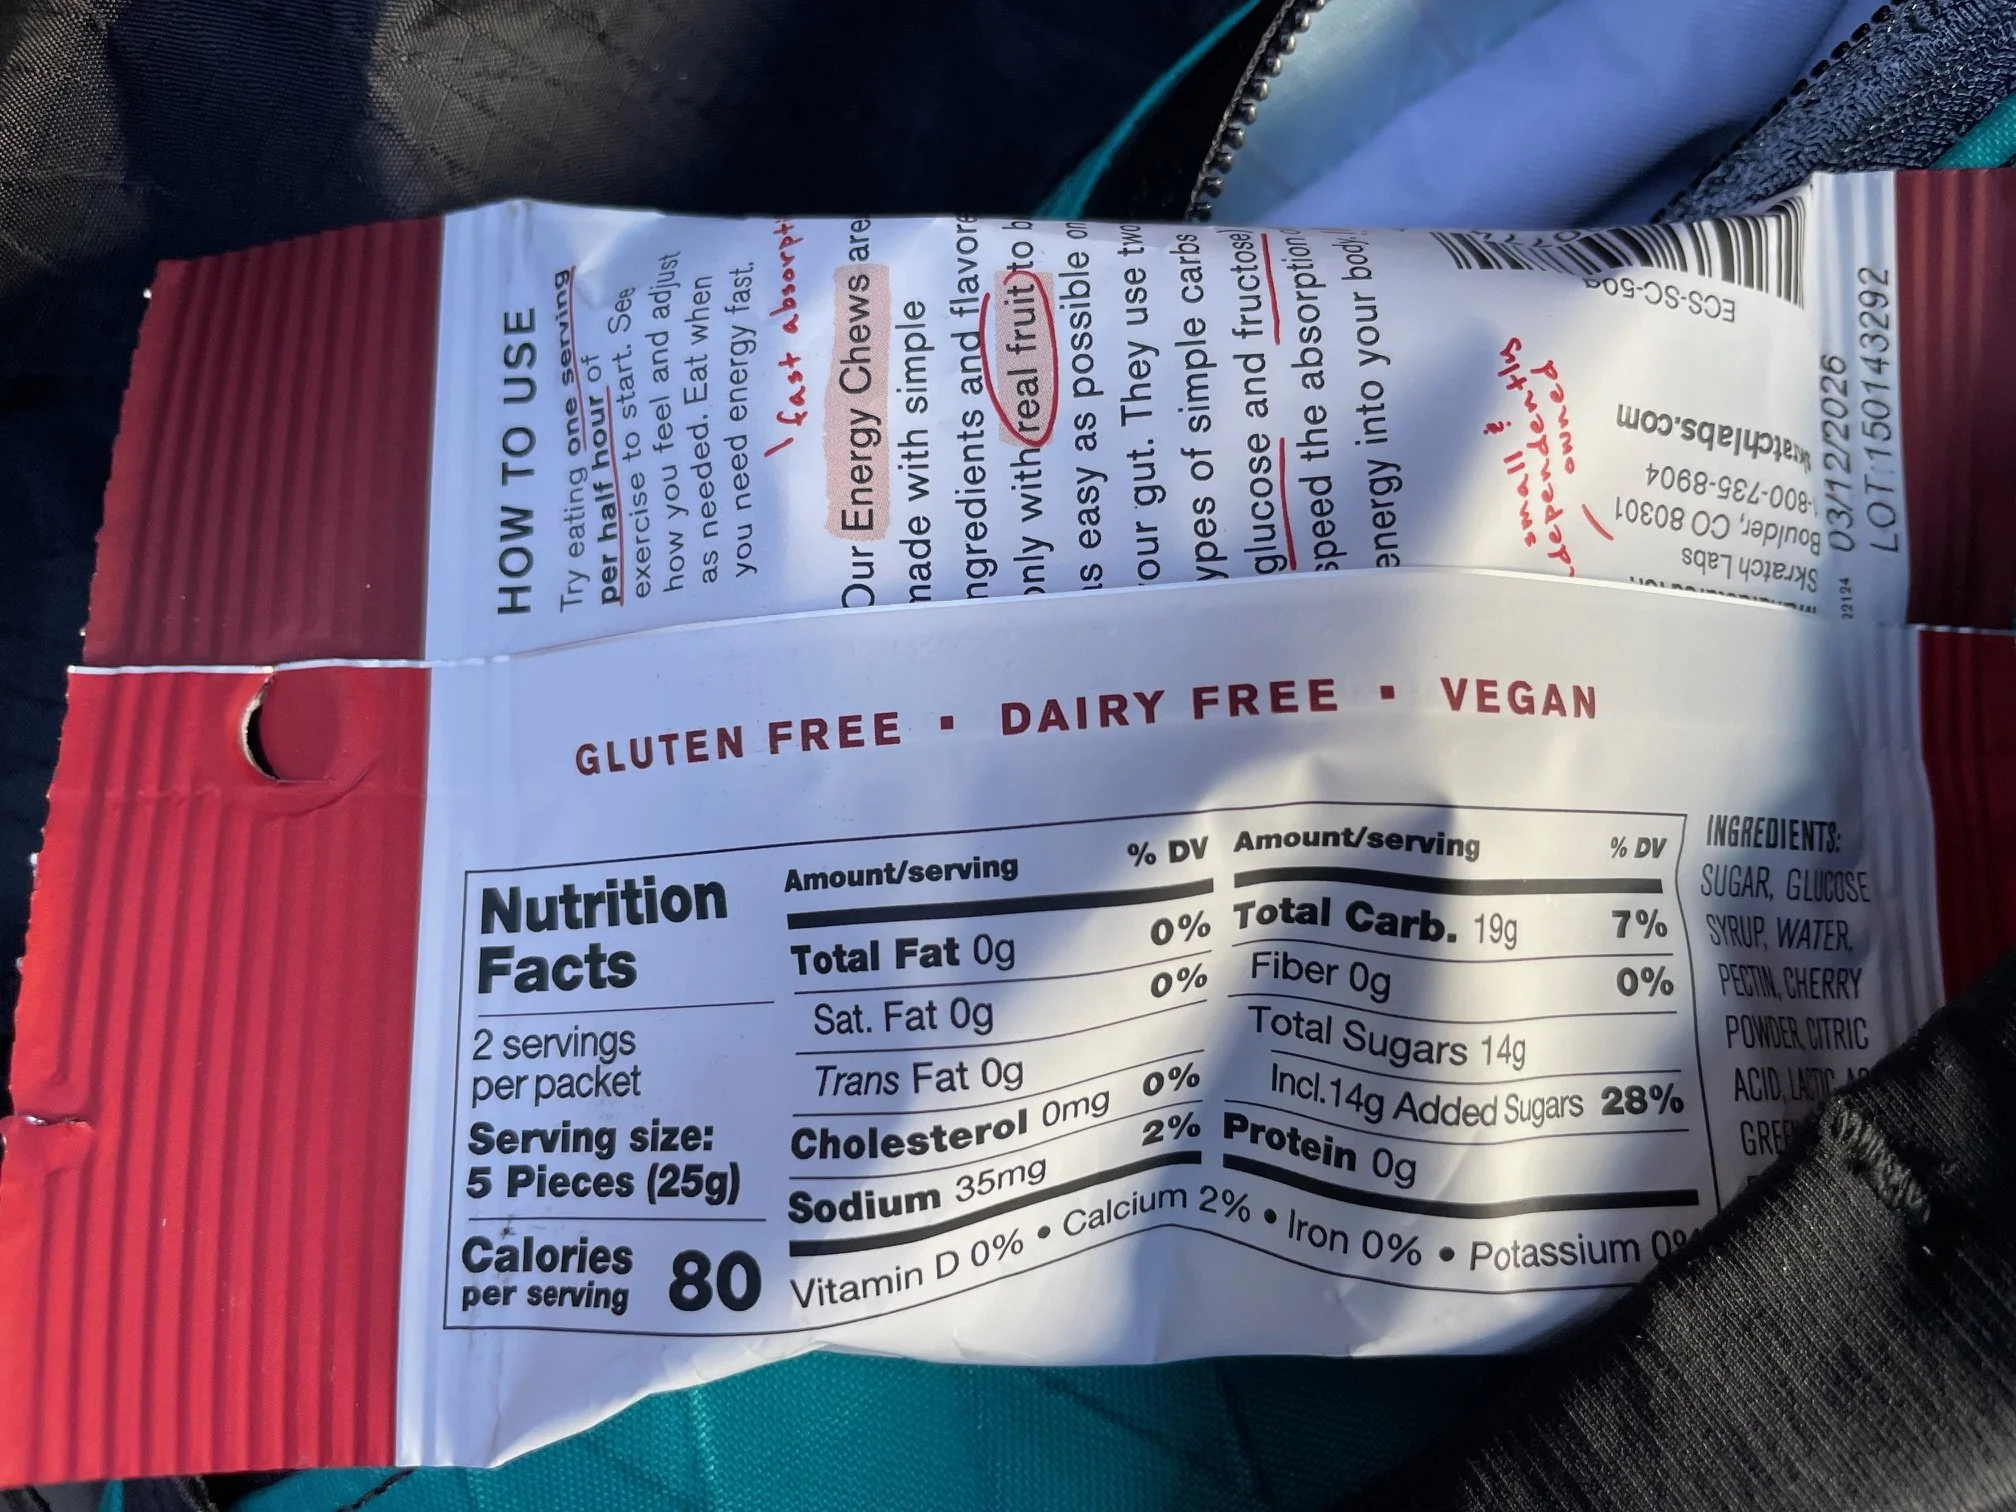 HOW TO USE
Try eating one serving
per half hour of
exercise to start. See
how you feel and adjust
as needed. Eat when
you need energy fast.
fast
Our Energy Chews are
made with simple
ngredients and flavore
only with real fruit to b
as easy as possible on
our gut. They use two
ypes of simple carbs
glucose and fructose)
speed the absorption
energy into your body
small &
owned
ECS-SC-50
Skratch Labs
Boulder, CO 80301
1-800-735-8904
skratchlabs.com
22124 03/12/2026
LOT:150143292
GLUTEN FREE ▪ DAIRY FREE ▪ VEGAN
Nutrition
Facts
2 servings
per packet
Serving size:
5 Pieces (25g)
Calories
per serving 80
Amount/serving % DV
Total Fat 0g 0%
Sat. Fat 0g 0%
Trans Fat 0g
Cholesterol 0mg 0%
Sodium 35mg 2%
Amount/serving % DV
Total Carb. 19g 7%
Fiber 0g 0%
Total Sugars 14g
Incl.14g Added Sugars 28%
Protein 0g
Vitamin D 0% • Calcium 2% • Iron 0% • Potassium 0%
INGREDIENTS:
SUGAR, GLUCOSE
SYRUP, WATER,
PECTIN, CHERRY
POWDER, CITRIC
ACID, LACTIC